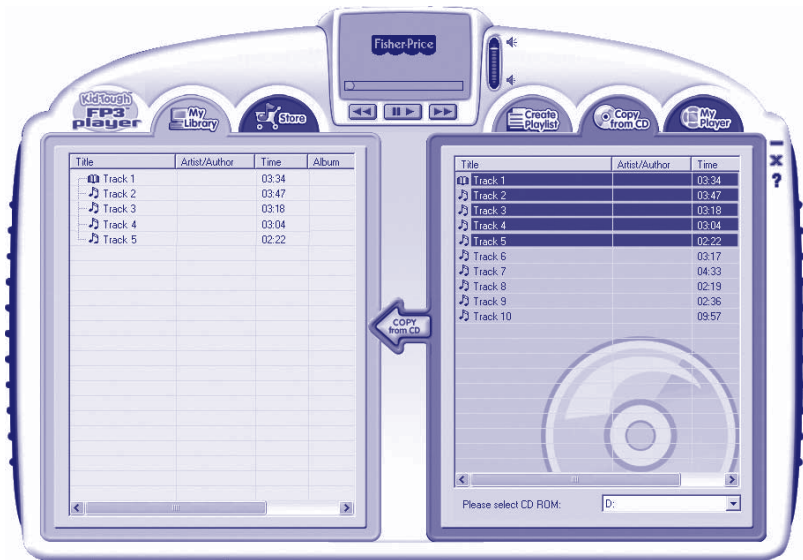 Fisher-Price
KidTough
FP3
player
My
Library
Store
Create
Playlist
Copy
from CD
My
Player
Title Artist/Author Time Album
Track 1 03:34
Track 2 03:47
Track 3 03:18
Track 4 03:04
Track 5 02:22
COPY
from CD
X
?
Title Artist/Author Time
Track 1 03:34
Track 2 03:47
Track 3 03:18
Track 4 03:04
Track 5 02:22
Track 6 03:17
Track 7 04:33
Track 8 02:19
Track 9 02:36
Track 10 09:57
Please select CD ROM: D: